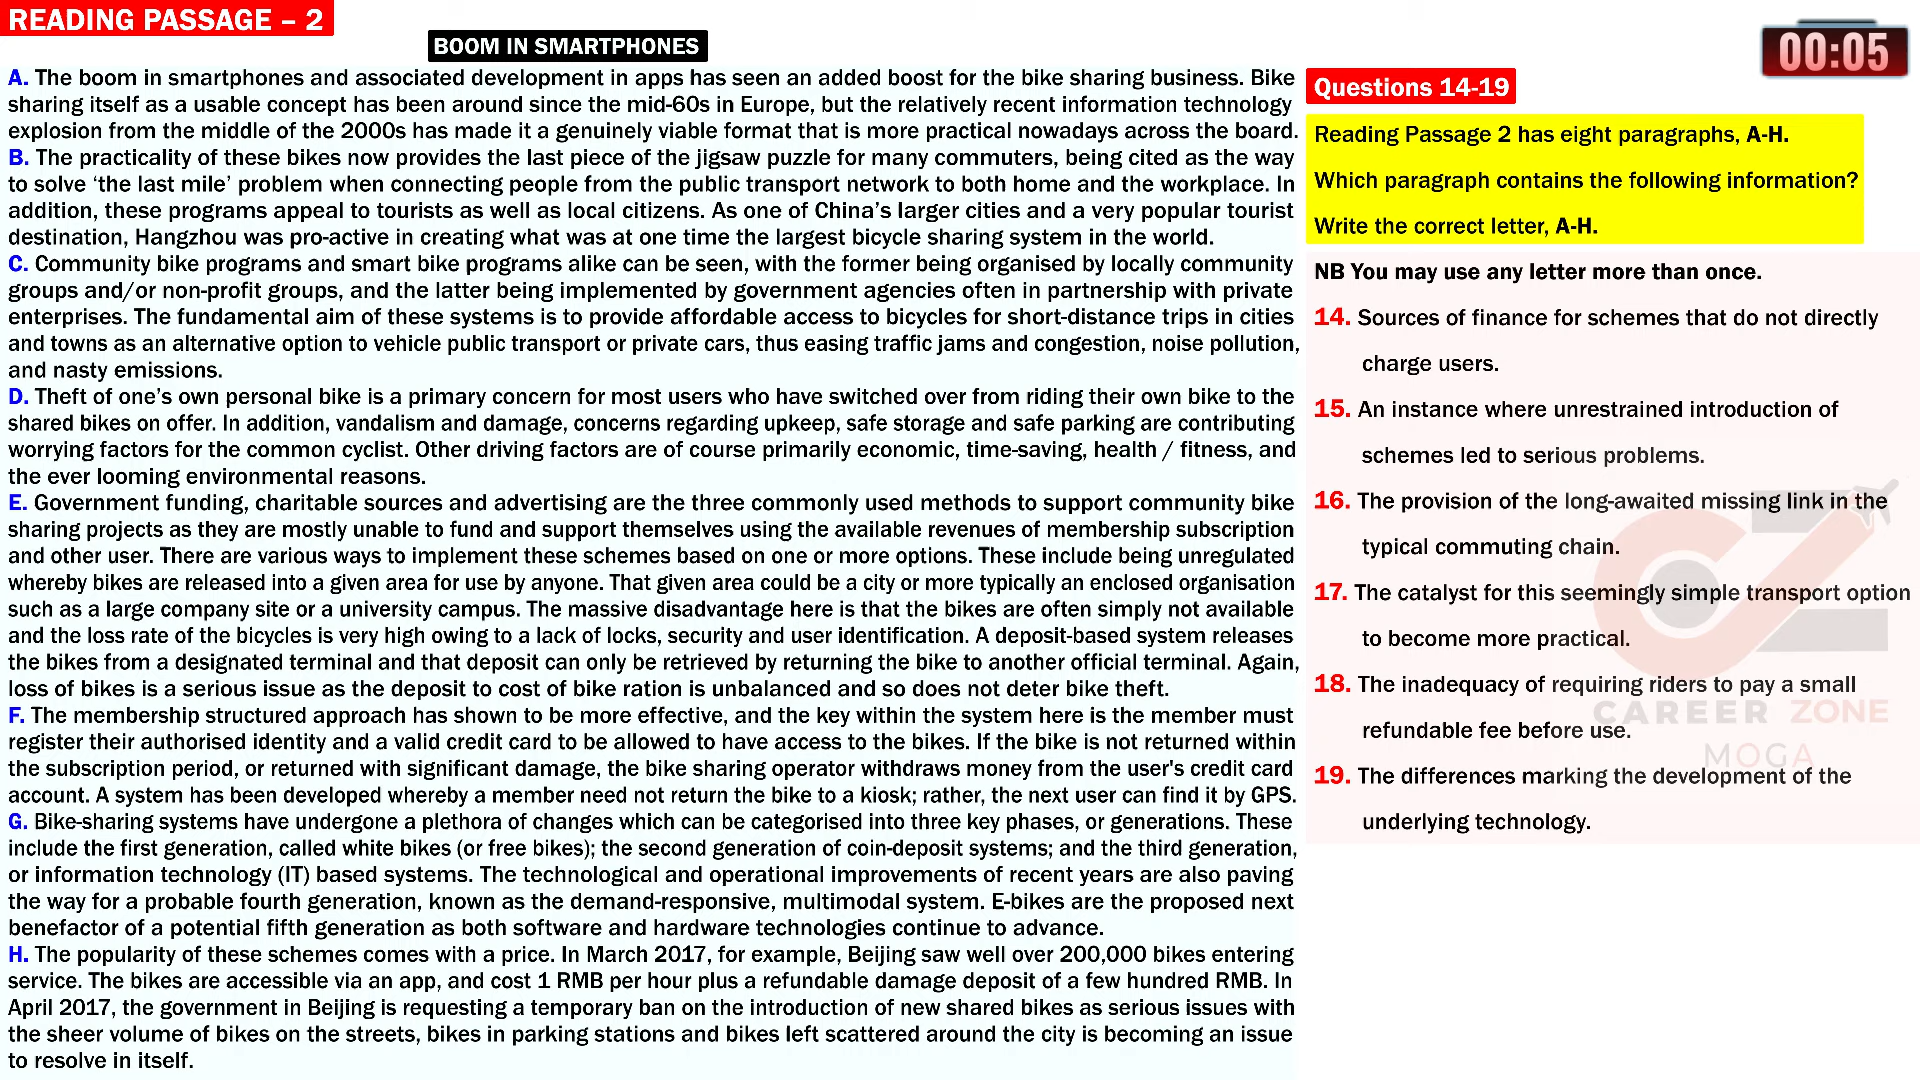 READING PASSAGE – 2
BOOM IN SMARTPHONES
A. The boom in smartphones and associated development in apps has seen an added boost for the bike sharing business. Bike
sharing itself as a usable concept has been around since the mid-60s in Europe, but the relatively recent information technology
explosion from the middle of the 2000s has made it a genuinely viable format that is more practical nowadays across the board.
B. The practicality of these bikes now provides the last piece of the jigsaw puzzle for many commuters, being cited as the way
to solve ‘the last mile’ problem when connecting people from the public transport network to both home and the workplace. In
addition, these programs appeal to tourists as well as local citizens. As one of China’s larger cities and a very popular tourist
destination, Hangzhou was pro-active in creating what was at one time the largest bicycle sharing system in the world.
C. Community bike programs and smart bike programs alike can be seen, with the former being organised by locally community
groups and/or non-profit groups, and the latter being implemented by government agencies often in partnership with private
enterprises. The fundamental aim of these systems is to provide affordable access to bicycles for short-distance trips in cities
and towns as an alternative option to vehicle public transport or private cars, thus easing traffic jams and congestion, noise pollution,
and nasty emissions.
D. Theft of one’s own personal bike is a primary concern for most users who have switched over from riding their own bike to the
shared bikes on offer. In addition, vandalism and damage, concerns regarding upkeep, safe storage and safe parking are contributing
worrying factors for the common cyclist. Other driving factors are of course primarily economic, time-saving, health / fitness, and
the ever looming environmental reasons.
E. Government funding, charitable sources and advertising are the three commonly used methods to support community bike
sharing projects as they are mostly unable to fund and support themselves using the available revenues of membership subscription
and other user. There are various ways to implement these schemes based on one or more options. These include being unregulated
whereby bikes are released into a given area for use by anyone. That given area could be a city or more typically an enclosed organisation
such as a large company site or a university campus. The massive disadvantage here is that the bikes are often simply not available
and the loss rate of the bicycles is very high owing to a lack of locks, security and user identification. A deposit-based system releases
the bikes from a designated terminal and that deposit can only be retrieved by returning the bike to another official terminal. Again,
loss of bikes is a serious issue as the deposit to cost of bike ration is unbalanced and so does not deter bike theft.
F. The membership structured approach has shown to be more effective, and the key within the system here is the member must
register their authorised identity and a valid credit card to be allowed to have access to the bikes. If the bike is not returned within
the subscription period, or returned with significant damage, the bike sharing operator withdraws money from the user's credit card
account. A system has been developed whereby a member need not return the bike to a kiosk; rather, the next user can find it by GPS.
G. Bike-sharing systems have undergone a plethora of changes which can be categorised into three key phases, or generations. These
include the first generation, called white bikes (or free bikes); the second generation of coin-deposit systems; and the third generation,
or information technology (IT) based systems. The technological and operational improvements of recent years are also paving
the way for a probable fourth generation, known as the demand-responsive, multimodal system. E-bikes are the proposed next
benefactor of a potential fifth generation as both software and hardware technologies continue to advance.
H. The popularity of these schemes comes with a price. In March 2017, for example, Beijing saw well over 200,000 bikes entering
service. The bikes are accessible via an app, and cost 1 RMB per hour plus a refundable damage deposit of a few hundred RMB. In
April 2017, the government in Beijing is requesting a temporary ban on the introduction of new shared bikes as serious issues with
the sheer volume of bikes on the streets, bikes in parking stations and bikes left scattered around the city is becoming an issue
to resolve in itself.
00:05
Questions 14-19
Reading Passage 2 has eight paragraphs, A-H.
Which paragraph contains the following information?
Write the correct letter, A-H.
NB You may use any letter more than once.
14. Sources of finance for schemes that do not directly
charge users.
15. An instance where unrestrained introduction of
schemes led to serious problems.
16. The provision of the long-awaited missing link in the
typical commuting chain.
17. The catalyst for this seemingly simple transport option
to become more practical.
18. The inadequacy of requiring riders to pay a small
refundable fee before use.
19. The differences marking the development of the
underlying technology.
CAREER ZONE
MOGA